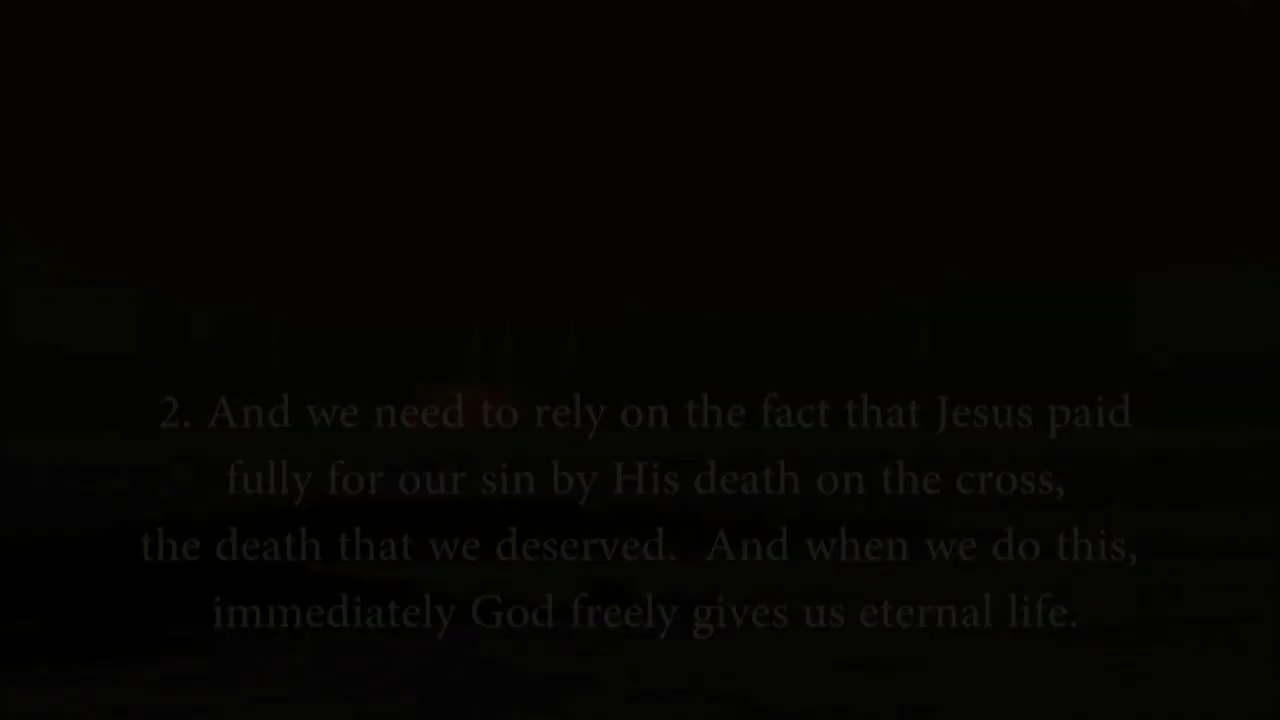 2. And we need to rely on the fact that Jesus paid
fully for our sin by His death on the cross,
the death that we deserved.  And when we do this,
immediately God freely gives us eternal life.